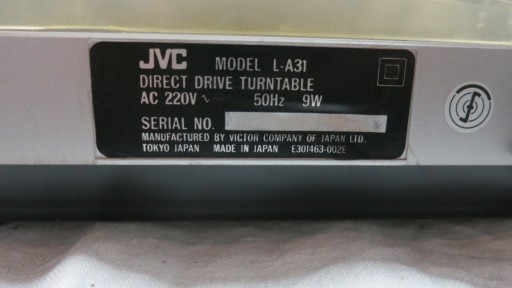 JVC MODEL L-A31
DIRECT DRIVE TURNTABLE
AC 220V ~ 50Hz 9W
SERIAL NO.
MANUFACTURED BY VICTOR COMPANY OF JAPAN LTD.
TOKYO JAPAN MADE IN JAPAN E301463-002E